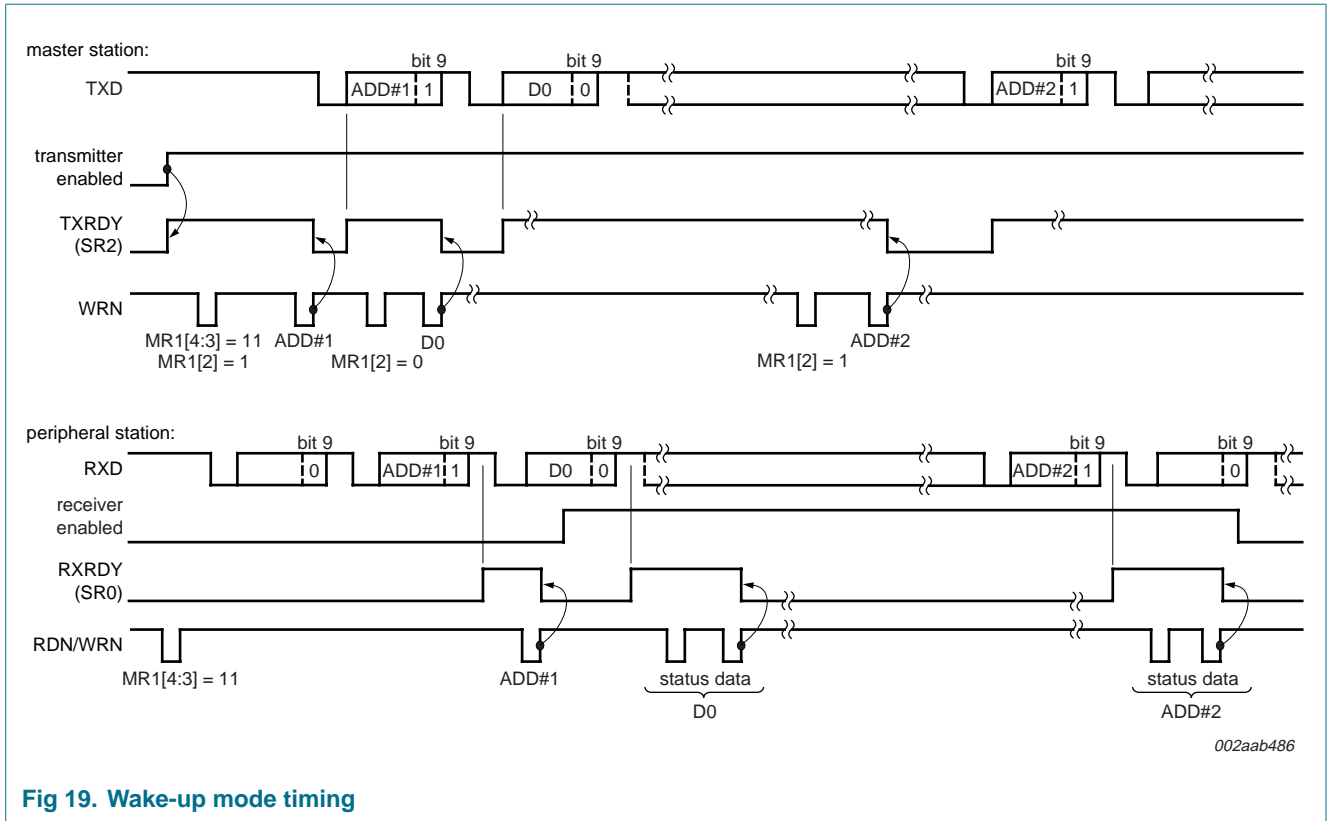 master station:
bit 9 bit 9 bit 9
TXD ADD#1 1 D0 0 ADD#2 1
transmitter
enabled
TXRDY
(SR2)
WRN
MR1[4:3] = 11 ADD#1 D0 ADD#2
MR1[2] = 1 MR1[2] = 0 MR1[2] = 1
peripheral station:
bit 9 bit 9 bit 9 bit 9 bit 9
RXD 0 ADD#1 1 D0 0 ADD#2 1 0
receiver
enabled
RXRDY
(SR0)
RDN/WRN
MR1[4:3] = 11 ADD#1 status data status data
D0 ADD#2
002aab486
Fig 19. Wake-up mode timing